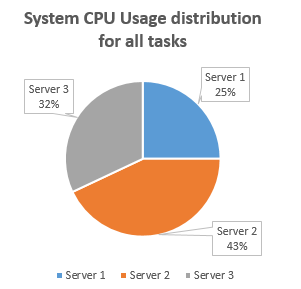 System CPU Usage distribution
for all tasks
Server 1
25%
Server 3
32%
Server 2
43%
Server 1 Server 2 Server 3